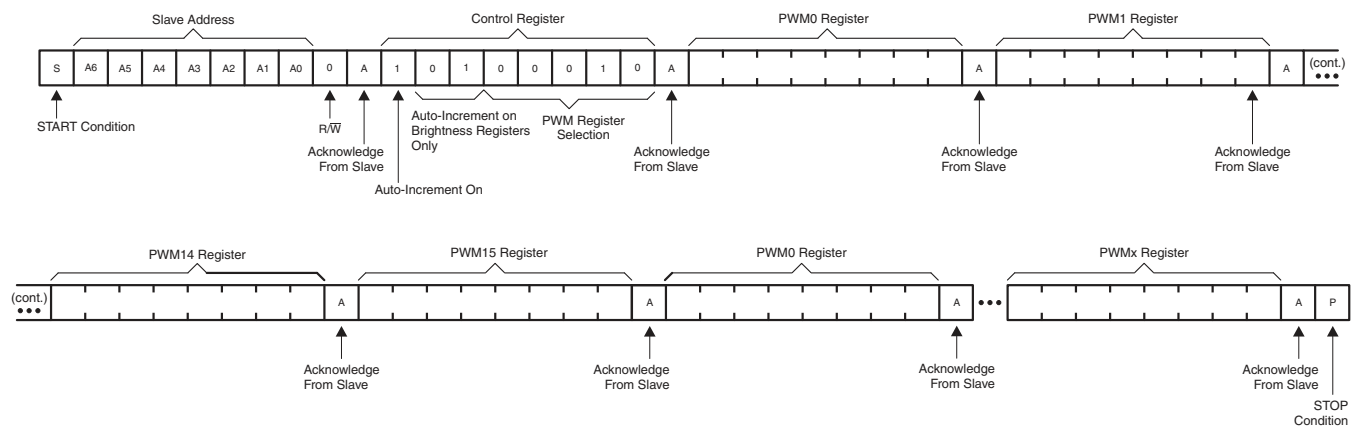 Slave Address
Control Register
PWM0 Register
PWM1 Register
S A6 A5 A4 A3 A2 A1 A0 0 A 1 0 1 0 0 0 1 0 A A A (cont.)
START Condition
R/W̅
Acknowledge
From Slave
Auto-Increment On
Auto-Increment on
Brightness Registers
Only
PWM Register
Selection
Acknowledge
From Slave
Acknowledge
From Slave
Acknowledge
From Slave
PWM14 Register
PWM15 Register
PWM0 Register
PWMx Register
(cont.) A A A A P
Acknowledge
From Slave
Acknowledge
From Slave
Acknowledge
From Slave
Acknowledge
From Slave
STOP
Condition